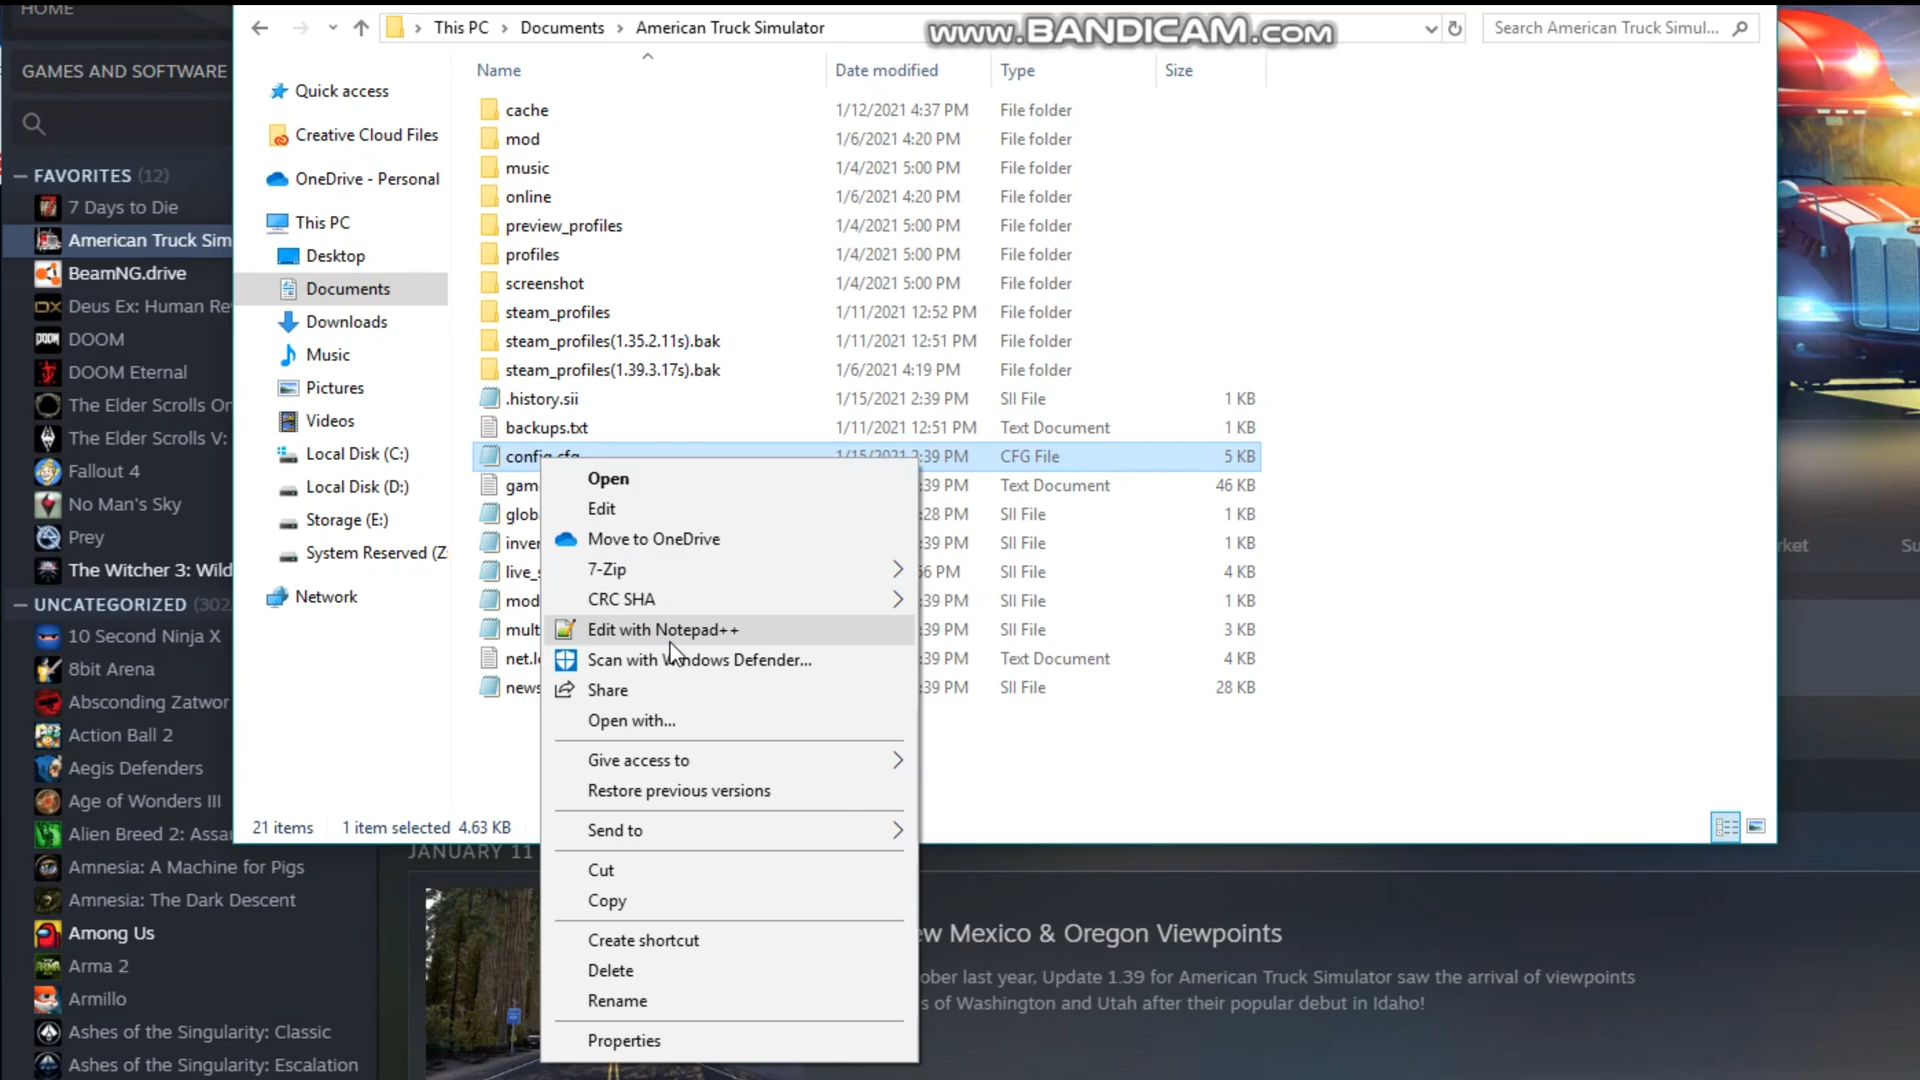 HOME
This PC
Documents
American Truck Simulator
www.BANDICAM.com
Search American Truck Simul...
GAMES AND SOFTWARE
Name
Date modified
Type
Size
Quick access
Creative Cloud Files
OneDrive - Personal
This PC
Desktop
Documents
Downloads
Music
Pictures
Videos
Local Disk (C:)
Local Disk (D:)
Storage (E:)
System Reserved (Z:
Network
cache 1/12/2021 4:37 PM File folder
mod 1/6/2021 4:20 PM File folder
music 1/4/2021 5:00 PM File folder
online 1/6/2021 4:20 PM File folder
preview_profiles 1/4/2021 5:00 PM File folder
profiles 1/4/2021 5:00 PM File folder
screenshot 1/4/2021 5:00 PM File folder
steam_profiles 1/11/2021 12:52 PM File folder
steam_profiles(1.35.2.11s).bak 1/11/2021 12:51 PM File folder
steam_profiles(1.39.3.17s).bak 1/6/2021 4:19 PM File folder
.history.sii 1/15/2021 2:39 PM SII File 1 KB
backups.txt 1/11/2021 12:51 PM Text Document 1 KB
config.cfg 1/15/2021 2:39 PM CFG File 5 KB
gam :39 PM Text Document 46 KB
glob :28 PM SII File 1 KB
inver :39 PM SII File 1 KB
live_s 56 PM SII File 4 KB
mod :39 PM SII File 1 KB
mult :39 PM SII File 3 KB
net.l :39 PM Text Document 4 KB
news :39 PM SII File 28 KB
Open
Edit
Move to OneDrive
7-Zip
CRC SHA
Edit with Notepad++
Scan with Windows Defender...
Share
Open with...
Give access to
Restore previous versions
Send to
Cut
Copy
Create shortcut
Delete
Rename
Properties
21 items 1 item selected 4.63 KB
FAVORITES (12)
7 Days to Die
American Truck Sim
BeamNG.drive
Deus Ex: Human Re
DOOM
DOOM Eternal
The Elder Scrolls On
The Elder Scrolls V:
Fallout 4
No Man's Sky
Prey
The Witcher 3: Wild
UNCATEGORIZED (302
10 Second Ninja X
8bit Arena
Absconding Zatwor
Action Ball 2
Aegis Defenders
Age of Wonders III
Alien Breed 2: Assau
Amnesia: A Machine for Pigs
Amnesia: The Dark Descent
Among Us
Arma 2
Armillo
Ashes of the Singularity: Classic
Ashes of the Singularity: Escalation
rket
Su
JANUARY 11
ew Mexico & Oregon Viewpoints
ober last year, Update 1.39 for American Truck Simulator saw the arrival of viewpoints
s of Washington and Utah after their popular debut in Idaho!